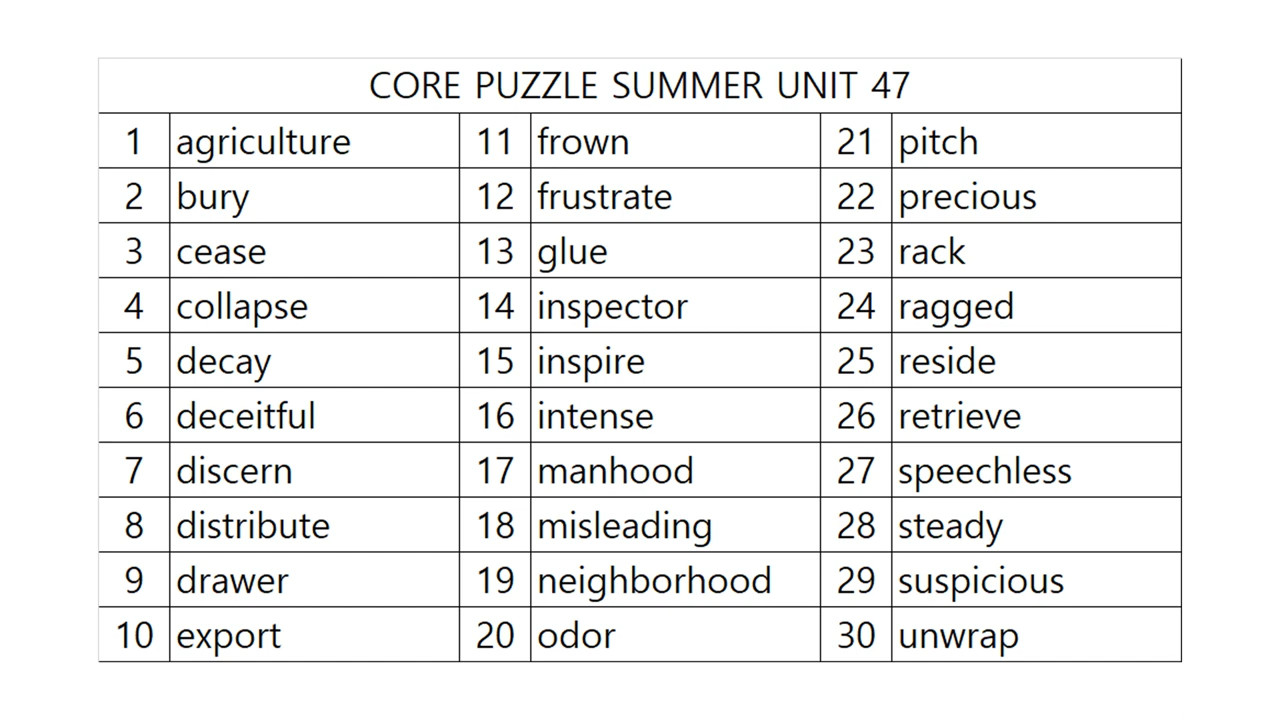 CORE PUZZLE SUMMER UNIT 47
1 agriculture 11 frown 21 pitch
2 bury 12 frustrate 22 precious
3 cease 13 glue 23 rack
4 collapse 14 inspector 24 ragged
5 decay 15 inspire 25 reside
6 deceitful 16 intense 26 retrieve
7 discern 17 manhood 27 speechless
8 distribute 18 misleading 28 steady
9 drawer 19 neighborhood 29 suspicious
10 export 20 odor 30 unwrap